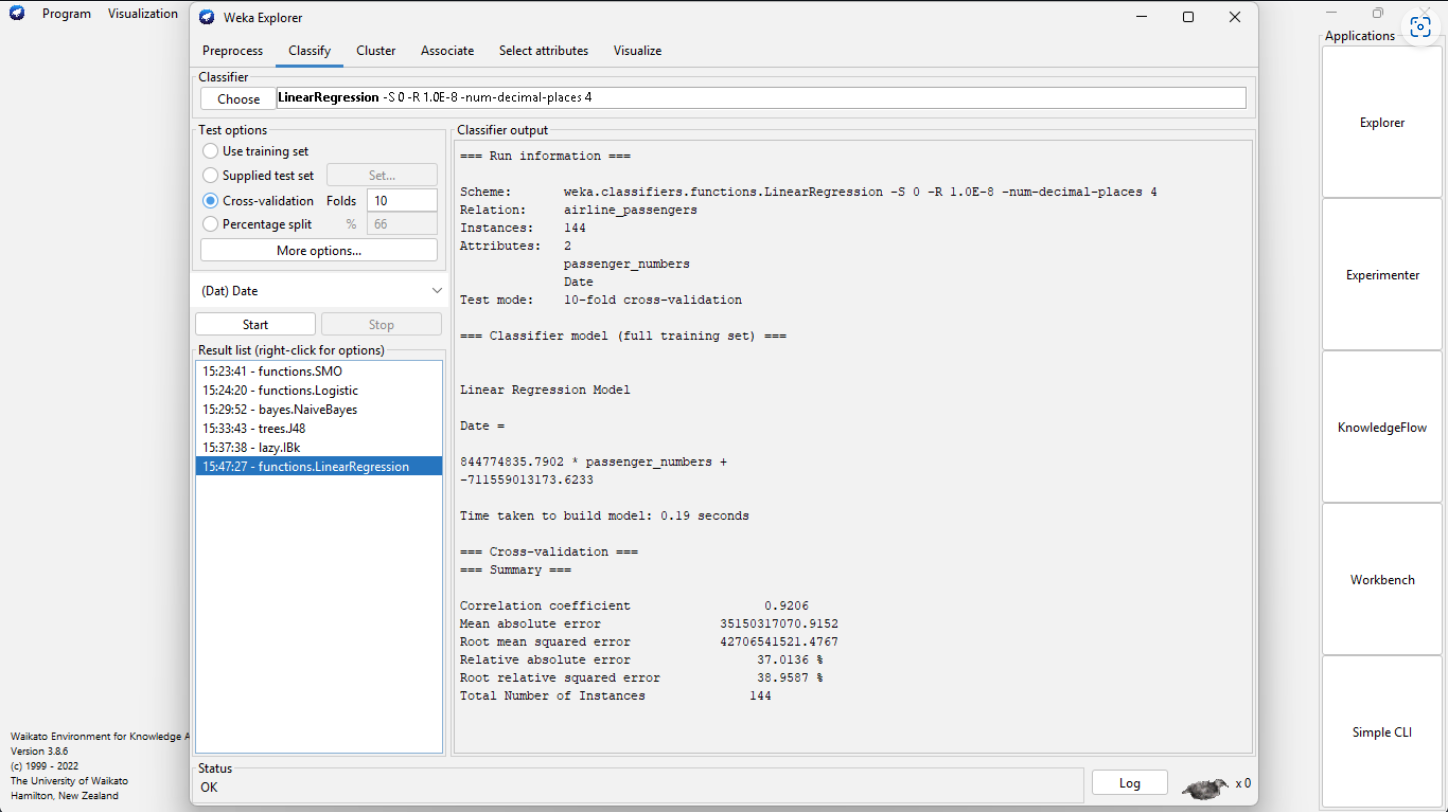 Program Visualization
Weka Explorer
Preprocess Classify Cluster Associate Select attributes Visualize
Classifier
Choose LinearRegression -S 0 -R 1.0E-8 -num-decimal-places 4
Test options
Use training set
Supplied test set Set...
Cross-validation Folds 10
Percentage split % 66
More options...
(Dat) Date
Start Stop
Result list (right-click for options)
15:23:41 - functions.SMO
15:24:20 - functions.Logistic
15:29:52 - bayes.NaiveBayes
15:33:43 - trees.J48
15:37:38 - lazy.IBk
15:47:27 - functions.LinearRegression
Classifier output
=== Run information ===
Scheme: weka.classifiers.functions.LinearRegression -S 0 -R 1.0E-8 -num-decimal-places 4
Relation: airline_passengers
Instances: 144
Attributes: 2
passenger_numbers
Date
Test mode: 10-fold cross-validation
=== Classifier model (full training set) ===
Linear Regression Model
Date =
844774835.7902 * passenger_numbers +
-711559013173.6233
Time taken to build model: 0.19 seconds
=== Cross-validation ===
=== Summary ===
Correlation coefficient 0.9206
Mean absolute error 35150317070.9152
Root mean squared error 42706541521.4767
Relative absolute error 37.0136 %
Root relative squared error 38.9587 %
Total Number of Instances 144
Status
OK
Log x 0
Applications
Explorer
Experimenter
KnowledgeFlow
Workbench
Simple CLI
Waikato Environment for Knowledge A
Version 3.8.6
(c) 1999 - 2022
The University of Waikato
Hamilton, New Zealand